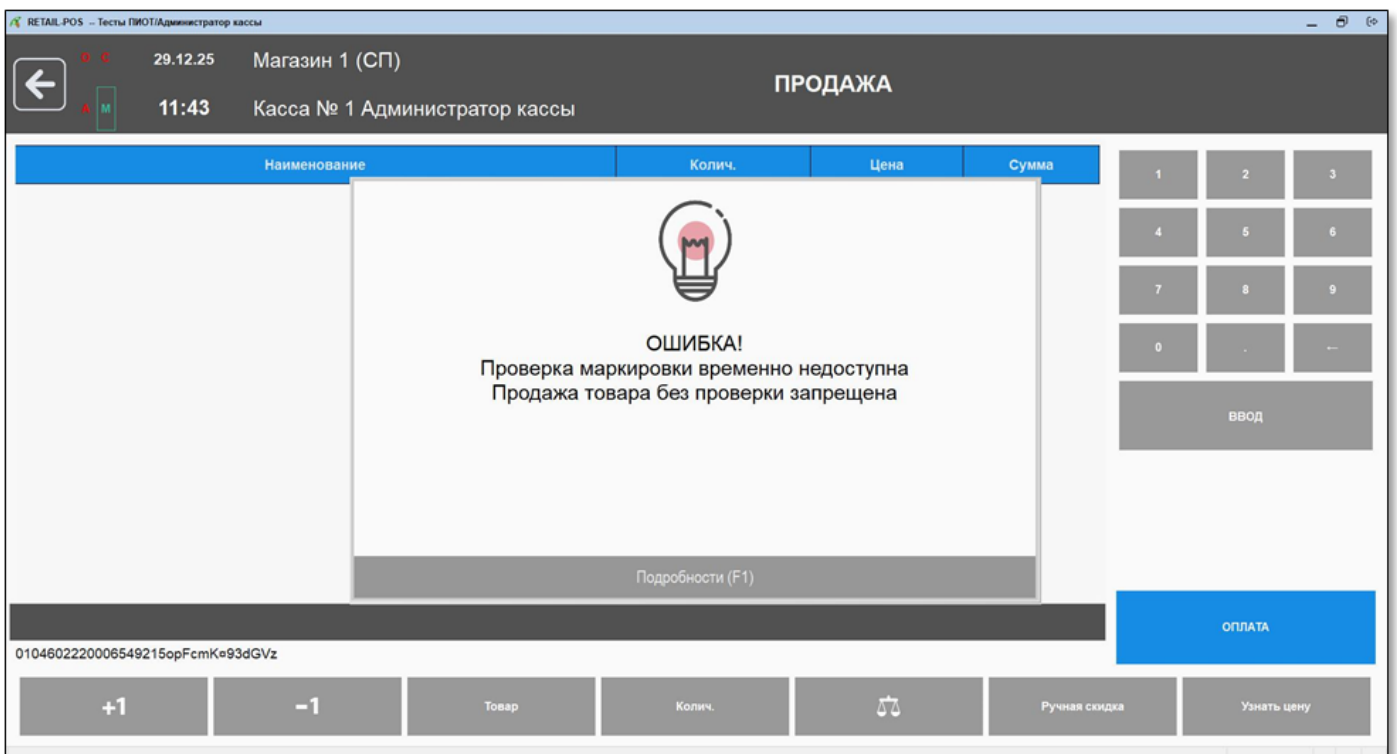 RETAIL-POS - Тесты ПИОТ/Администратор кассы
О С 29.12.25 Магазин 1 (СП)
ПРОДАЖА
А М 11:43 Касса № 1 Администратор кассы
Наименование Колич. Цена Сумма
1 2 3
4 5 6
7 8 9
0 . ←
ВВОД
ОШИБКА!
Проверка маркировки временно недоступна
Продажа товара без проверки запрещена
Подробности (F1)
ОПЛАТА
0104602220006549215opFcmK¤93dGVz
+1 -1 Товар Колич. Ручная скидка Узнать цену